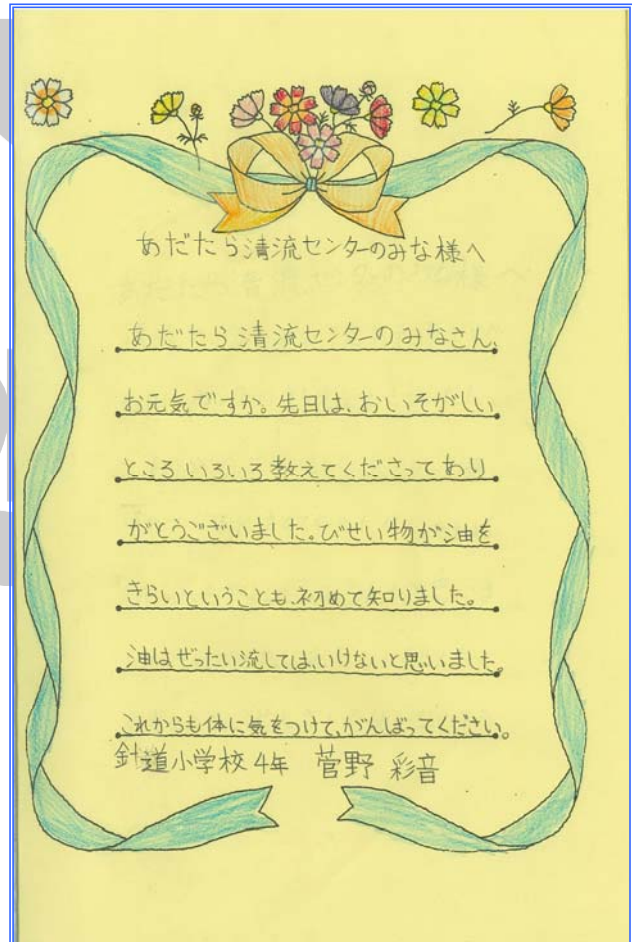 あだたら清流センターのみな様へ
あだたら清流センターのみなさん、
お元気ですか。先日は、おいそがしい
ところいろいろ教えてくださってあり
がとうございました。びせい物が油を
きらいということも、初めて知りました。
油はぜったい流しては、いけないと思いました。
これからも体に気をつけて、がんばってください。
針道小学校4年 菅野 彩音